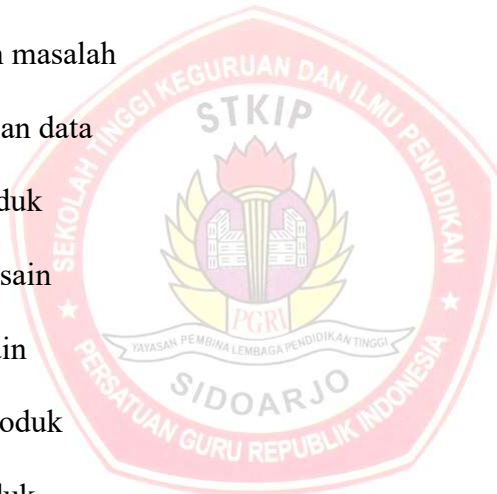 n masalah
an data
duk
sain
in
oduk
duk
SEKOLAH TINGGI KEGURUAN DAN ILMU PENDIDIKAN
STKIP
PGRI
YAYASAN PEMBINA LEMBAGA PENDIDIKAN TINGGI
SIDOARJO
PERSATUAN GURU REPUBLIK INDONESIA